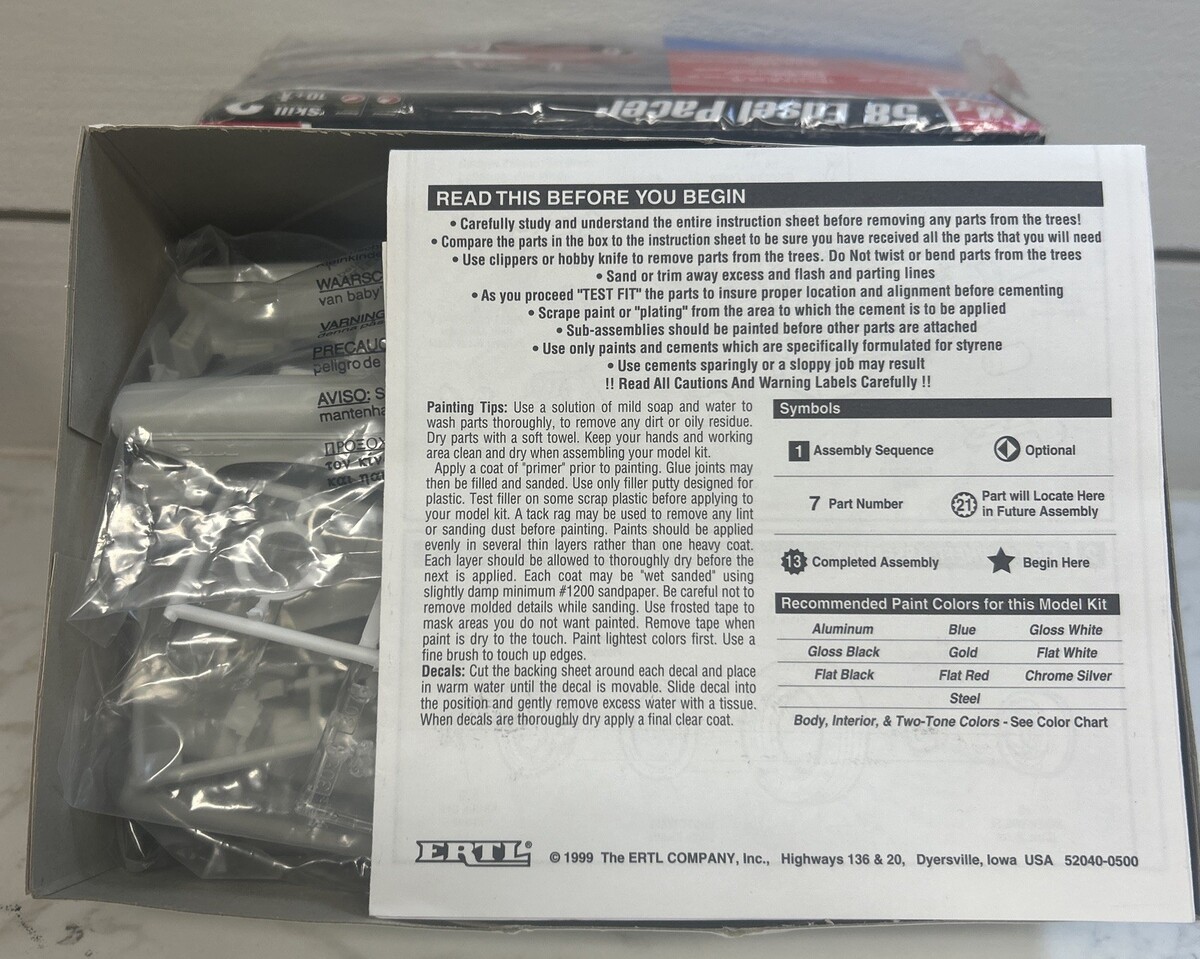 '58 Edsel Pacer
Skill
2
10+
READ THIS BEFORE YOU BEGIN
• Carefully study and understand the entire instruction sheet before removing any parts from the trees!
• Compare the parts in the box to the instruction sheet to be sure you have received all the parts that you will need
• Use clippers or hobby knife to remove parts from the trees. Do Not twist or bend parts from the trees
• Sand or trim away excess and flash and parting lines
• As you proceed "TEST FIT" the parts to insure proper location and alignment before cementing
• Scrape paint or "plating" from the area to which the cement is to be applied
• Sub-assemblies should be painted before other parts are attached
• Use only paints and cements which are specifically formulated for styrene
• Use cements sparingly or a sloppy job may result
!! Read All Cautions And Warning Labels Carefully !!
Painting Tips: Use a solution of mild soap and water to
wash parts thoroughly, to remove any dirt or oily residue.
Dry parts with a soft towel. Keep your hands and working
area clean and dry when assembling your model kit.
Apply a coat of "primer" prior to painting. Glue joints may
then be filled and sanded. Use only filler putty designed for
plastic. Test filler on some scrap plastic before applying to
your model kit. A tack rag may be used to remove any lint
or sanding dust before painting. Paints should be applied
evenly in several thin layers rather than one heavy coat.
Each layer should be allowed to thoroughly dry before the
next is applied. Each coat may be "wet sanded" using
slightly damp minimum #1200 sandpaper. Be careful not to
remove molded details while sanding. Use frosted tape to
mask areas you do not want painted. Remove tape when
paint is dry to the touch. Paint lightest colors first. Use a
fine brush to touch up edges.
Decals: Cut the backing sheet around each decal and place
in warm water until the decal is movable. Slide decal into
the position and gently remove excess water with a tissue.
When decals are thoroughly dry apply a final clear coat.
Symbols
1 Assembly Sequence
Optional
7 Part Number
21 Part will Locate Here
in Future Assembly
13 Completed Assembly
Begin Here
Recommended Paint Colors for this Model Kit
Aluminum Blue Gloss White
Gloss Black Gold Flat White
Flat Black Flat Red Chrome Silver
Steel
Body, Interior, & Two-Tone Colors - See Color Chart
ERTL® © 1999 The ERTL COMPANY, Inc., Highways 136 & 20, Dyersville, Iowa USA 52040-0500
WAARSC
van baby
VARNING
PRECAUC
peligro de
AVISO: S
mantenha
ΠΡΟΣΟΧ
τον κίν
και πα